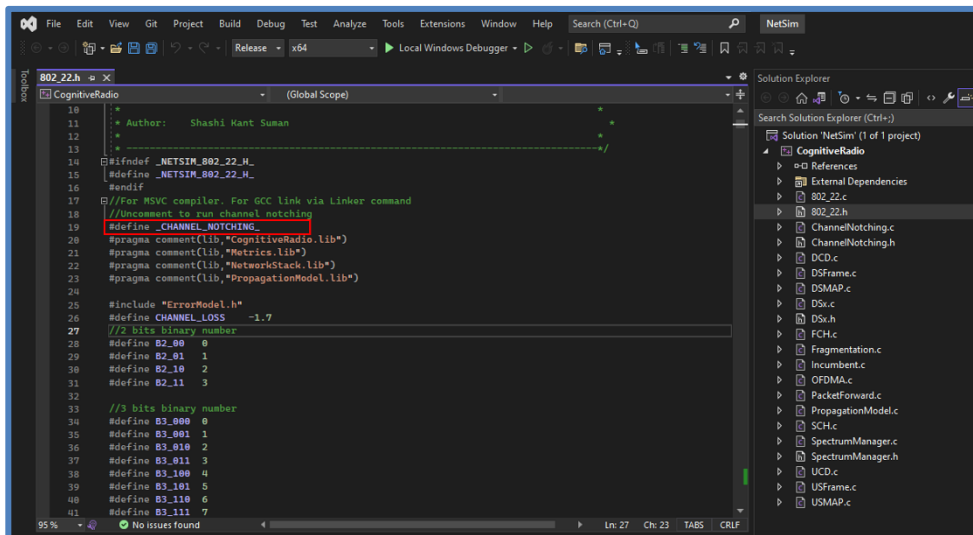 File Edit View Git Project Build Debug Test Analyze Tools Extensions Window Help Search (Ctrl+Q) NetSim
Release x64 Local Windows Debugger
Toolbox
802_22.h
CognitiveRadio (Global Scope)
10 * *
11 * Author: Shashi Kant Suman *
12 * *
13 * ---------------------------------------------------------------------------------*/
14 #ifndef _NETSIM_802_22_H_
15 #define _NETSIM_802_22_H_
16 #endif
17 //For MSVC compiler. For GCC link via Linker command
18 //Uncomment to run channel notching
19 #define _CHANNEL_NOTCHING_
20 #pragma comment(lib,"CognitiveRadio.lib")
21 #pragma comment(lib,"Metrics.lib")
22 #pragma comment(lib,"NetworkStack.lib")
23 #pragma comment(lib,"PropagationModel.lib")
24
25 #include "ErrorModel.h"
26 #define CHANNEL_LOSS -1.7
27 //2 bits binary number
28 #define B2_00 0
29 #define B2_01 1
30 #define B2_10 2
31 #define B2_11 3
32
33 //3 bits binary number
34 #define B3_000 0
35 #define B3_001 1
36 #define B3_010 2
37 #define B3_011 3
38 #define B3_100 4
39 #define B3_101 5
40 #define B3_110 6
41 #define B3_111 7
95 % No issues found Ln: 27 Ch: 23 TABS CRLF
Solution Explorer
Search Solution Explorer (Ctrl+;)
Solution 'NetSim' (1 of 1 project)
CognitiveRadio
References
External Dependencies
802_22.c
802_22.h
ChannelNotching.c
ChannelNotching.h
DCD.c
DSFrame.c
DSMAP.c
DSx.c
DSx.h
FCH.c
Fragmentation.c
Incumbent.c
OFDMA.c
PacketForward.c
PropagationModel.c
SCH.c
SpectrumManager.c
SpectrumManager.h
UCD.c
USFrame.c
USMAP.c